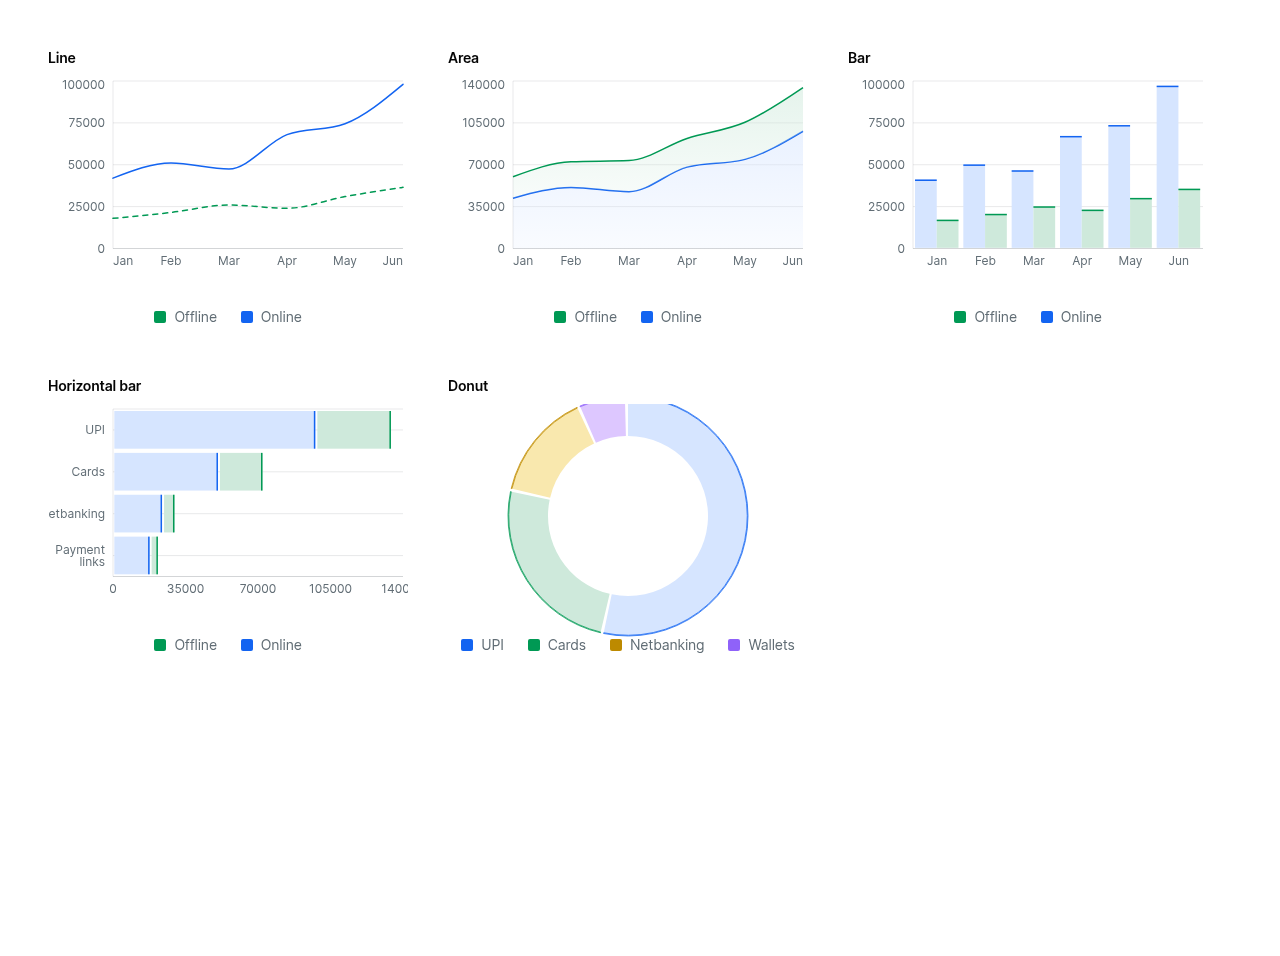 Line
100000
75000
50000
25000
0
Jan Feb Mar Apr May Jun
Offline Online
Area
140000
105000
70000
35000
0
Jan Feb Mar Apr May Jun
Offline Online
Bar
100000
75000
50000
25000
0
Jan Feb Mar Apr May Jun
Offline Online
Horizontal bar
UPI
Cards
etbanking
Payment
links
0 35000 70000 105000 1400
Offline Online
Donut
UPI Cards Netbanking Wallets